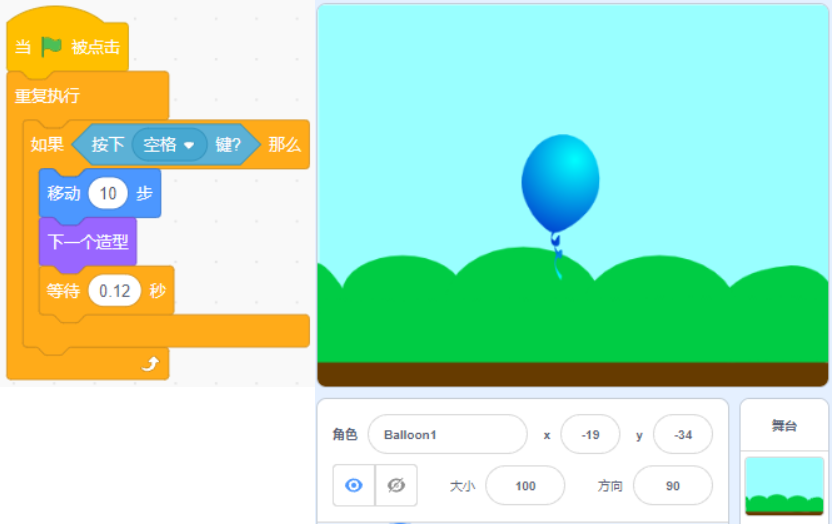 当 被点击
重复执行
如果 按下 空格 键? 那么
移动 10 步
下一个造型
等待 0.12 秒
角色 Balloon1 x -19 y -34
大小 100 方向 90
舞台